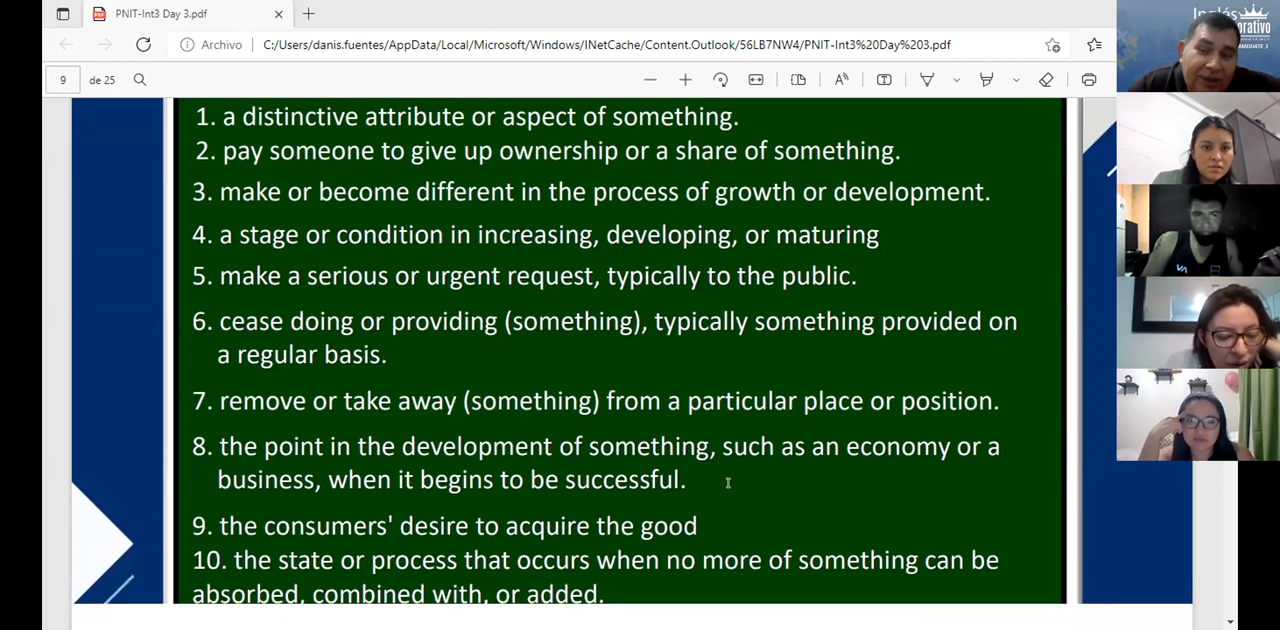 PNIT-Int3 Day 3.pdf
Archivo
C:/Users/danis.fuentes/AppData/Local/Microsoft/Windows/INetCache/Content.Outlook/56LB7NW4/PNIT-Int3%20Day%203.pdf
9 de 25
1. a distinctive attribute or aspect of something.
2. pay someone to give up ownership or a share of something.
3. make or become different in the process of growth or development.
4. a stage or condition in increasing, developing, or maturing
5. make a serious or urgent request, typically to the public.
6. cease doing or providing (something), typically something provided on
a regular basis.
7. remove or take away (something) from a particular place or position.
8. the point in the development of something, such as an economy or a
business, when it begins to be successful.
9. the consumers' desire to acquire the good
10. the state or process that occurs when no more of something can be
absorbed, combined with, or added.
Inglés